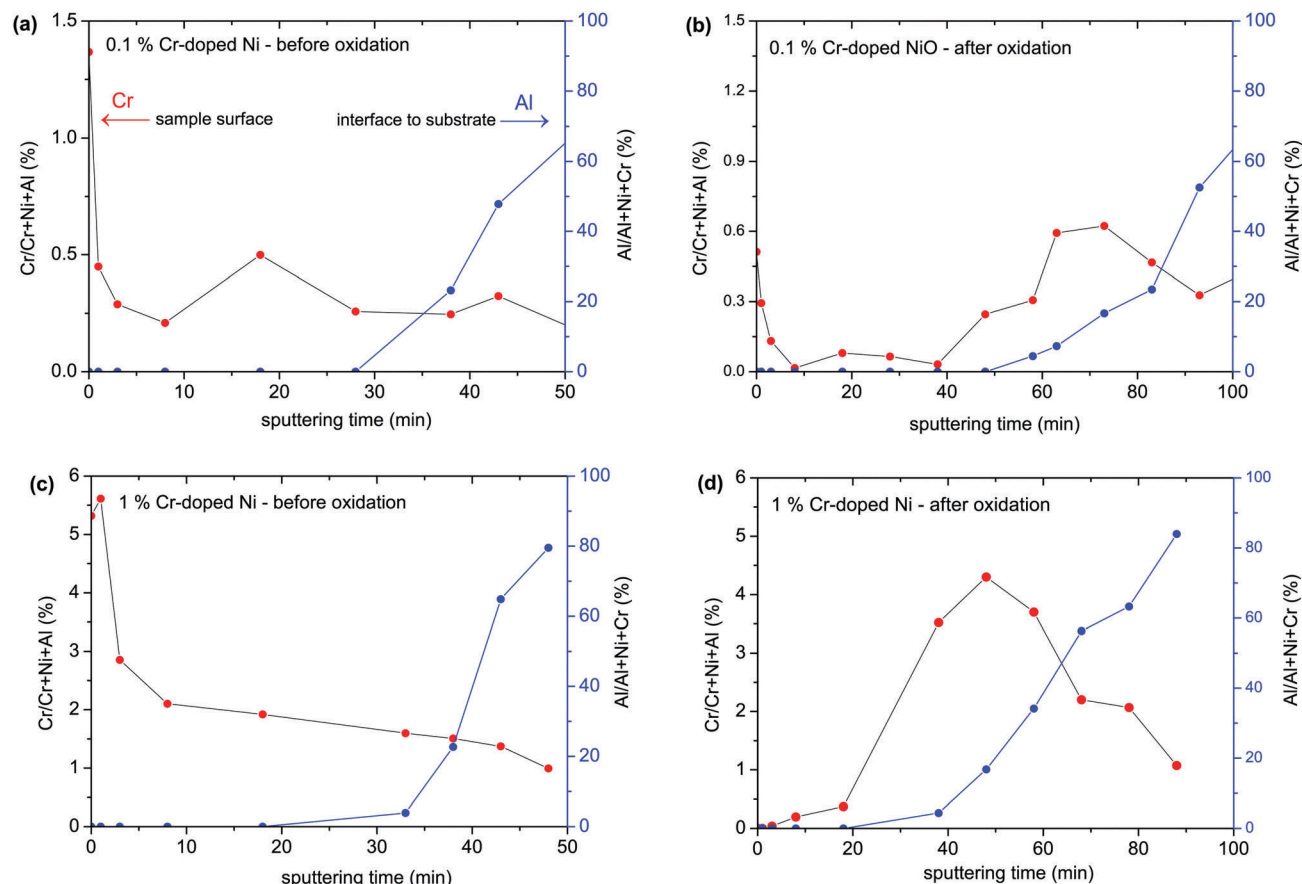 (a)
0.1 % Cr-doped Ni - before oxidation
Cr
sample surface
Al
interface to substrate
1.5
1.0
0.5
0.0
100
80
60
40
20
0
0 10 20 30 40 50
Cr/Cr+Ni+Al (%)
Al/Al+Ni+Cr (%)
sputtering time (min)
(b)
0.1 % Cr-doped NiO - after oxidation
1.5
1.2
0.9
0.6
0.3
0.0
100
80
60
40
20
0
0 20 40 60 80 100
Cr/Cr+Ni+Al (%)
Al/Al+Ni+Cr (%)
sputtering time (min)
(c)
1 % Cr-doped Ni - before oxidation
6
5
4
3
2
1
0
100
80
60
40
20
0
0 10 20 30 40 50
Cr/Cr+Ni+Al (%)
Al/Al+Ni+Cr (%)
sputtering time (min)
(d)
1 % Cr-doped Ni - after oxidation
6
5
4
3
2
1
0
100
80
60
40
20
0
0 20 40 60 80 100
Cr/Cr+Ni+Al (%)
Al/Al+Ni+Cr (%)
sputtering time (min)